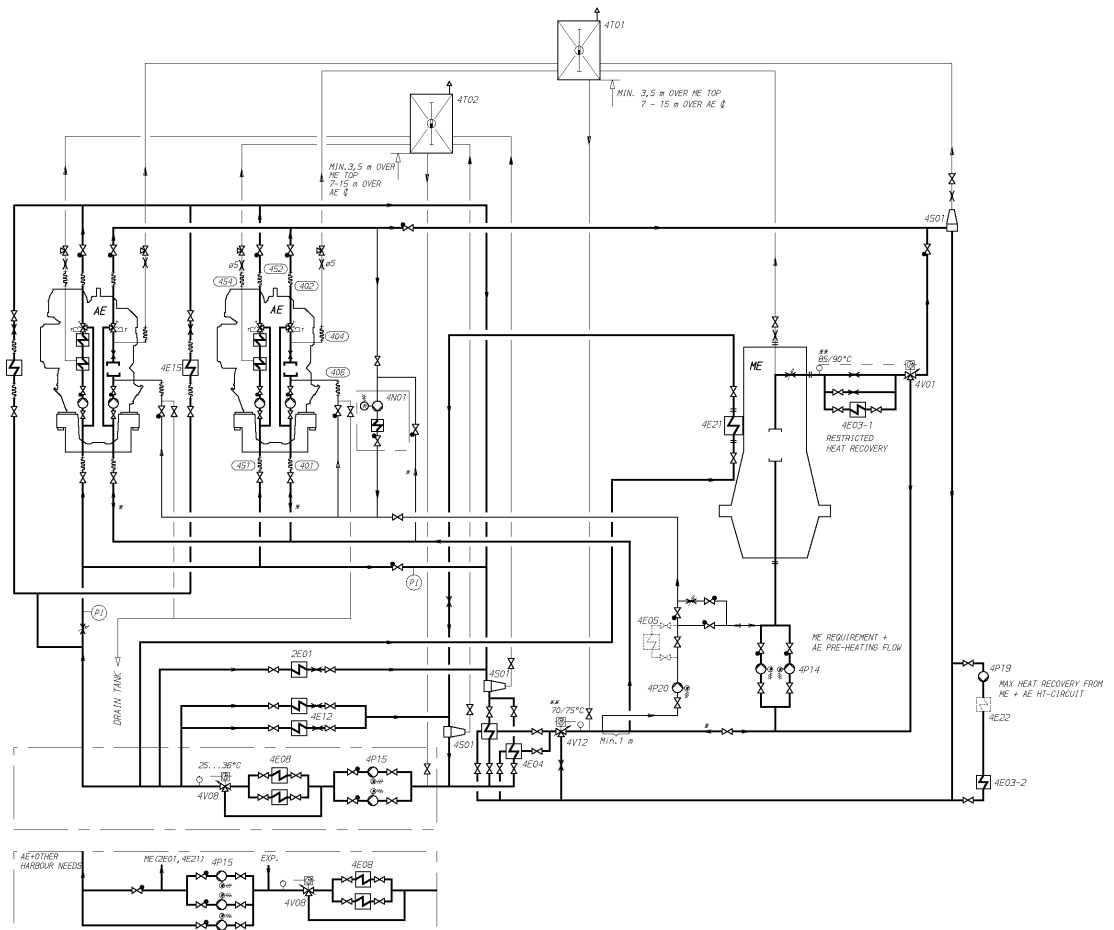 4T01
MIN. 3,5 m OVER ME TOP
7 - 15 m OVER AE ℄
4T02
MIN.3,5 m OVER
ME TOP
7-15 m OVER
AE ℄
4S01
ø5
452
ø5
454
402
AE
AE
404
ME
**
85/90°C
4E15
406
4V01
4N01
4E21
4E03-1
RESTRICTED
HEAT RECOVERY
451
401
*
*
*
PI
PI
4E05
ME REQUIREMENT +
AE PRE-HEATING FLOW
2E01
4P14
4P19
4S01
MAX HEAT RECOVERY FROM
ME + AE HT-CIRCUIT
4P20
DRAIN TANK
4E12
**
70/75°C
4E22
4S01
4V12
Min.1 m
*
25...36°C
4E08
4P15
4E04
4E03-2
4V08
AE+OTHER
HARBOUR NEEDS
ME(2E01,4E21)
4P15
EXP.
4E08
4V08